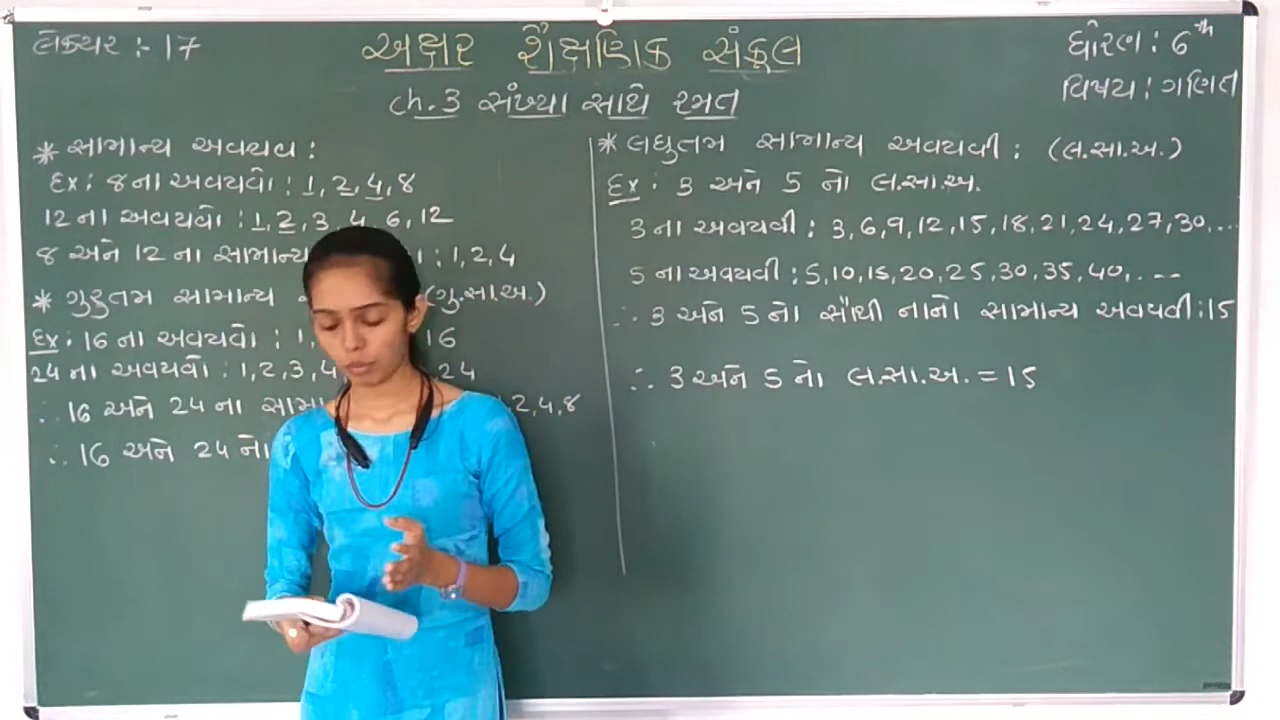 લેક્ચર :- 17
અક્ષર શૈક્ષણિક સંકૂલ
ધોરણ : 6th
વિષય : ગણિત
ch. 3 સંખ્યા સાથે રમત
* સામાન્ય અવયવ :
Ex : 8 ના અવયવો : 1, 2, 4, 8
12 ના અવયવો : 1, 2, 3, 4, 6, 12
8 અને 12 ના સામાન્ય : 1, 2, 4
* ગુરુતમ સામાન્ય (ગુ.સા.અ.)
Ex : 16 ના અવયવો : 1, 16
24 ના અવયવો : 1, 2, 3, 4 24
∴ 16 અને 24 ના 2, 4, 8
∴ 16 અને 24 નો
* લઘુતમ સામાન્ય અવયવી : (લ.સા.અ.)
Ex : 3 અને 5 નો લ.સા.અ.
3 ના અવયવી : 3, 6, 9, 12, 15, 18, 21, 24, 27, 30, ...
5 ના અવયવી : 5, 10, 15, 20, 25, 30, 35, 40, ...
∴ 3 અને 5 નો સૌથી નાનો સામાન્ય અવયવી : 15
∴ 3 અને 5 નો લ.સા.અ. = 15